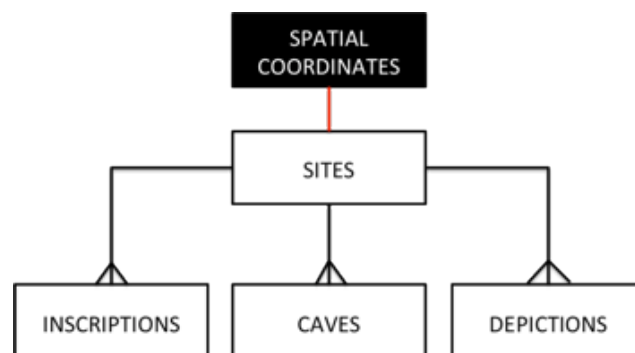 SPATIAL
COORDINATES
SITES
INSCRIPTIONS
CAVES
DEPICTIONS